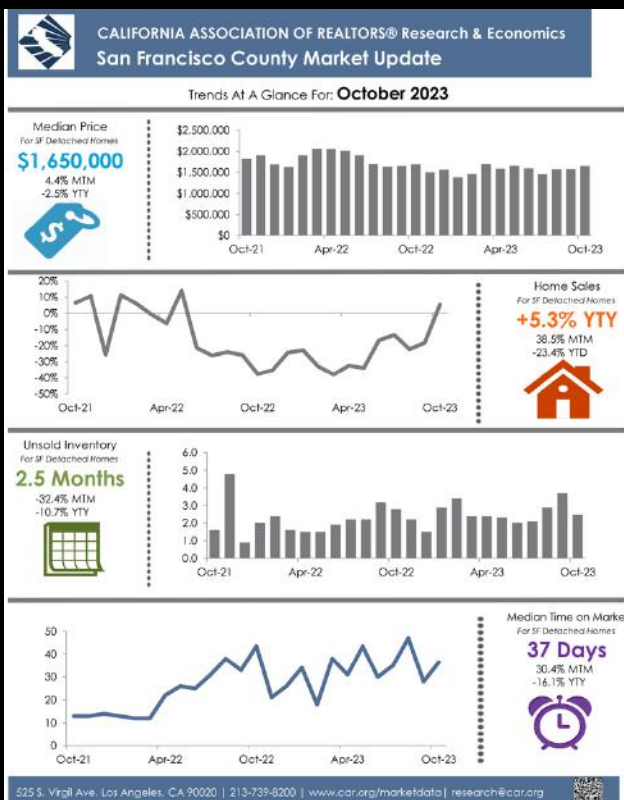 CALIFORNIA ASSOCIATION OF REALTORS® Research & Economics
San Francisco County Market Update
Trends At A Glance For: October 2023
Median Price
For SF Detached Homes
$1,650,000
4.4% MTM
-2.5% YTY
$
$2,500,000
$2,000,000
$1,500,000
$1,000,000
$500,000
$0
Oct-21 Apr-22 Oct-22 Apr-23 Oct-23
20%
10%
0%
-10%
-20%
-30%
-40%
-50%
Oct-21 Apr-22 Oct-22 Apr-23 Oct-23
Home Sales
For SF Detached Homes
+5.3% YTY
38.5% MTM
-23.4% YTD
Unsold Inventory
For SF Detached Homes
2.5 Months
-32.4% MTM
-10.7% YTY
6.0
5.0
4.0
3.0
2.0
1.0
0.0
Oct-21 Apr-22 Oct-22 Apr-23 Oct-23
50
40
30
20
10
0
Oct-21 Apr-22 Oct-22 Apr-23 Oct-23
Median Time on Marke
For SF Detached Homes
37 Days
30.4% MTM
-16.1% YTY
525 S. Virgil Ave. Los Angeles, CA 90020 | 213-739-8200 | www.car.org/marketdata| research@car.org